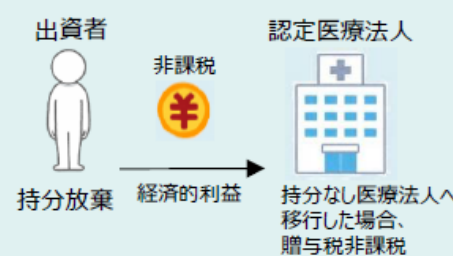 出資者
認定医療法人
非課税
¥
持分放棄
経済的利益
持分なし医療法人へ
移行した場合、
贈与税非課税